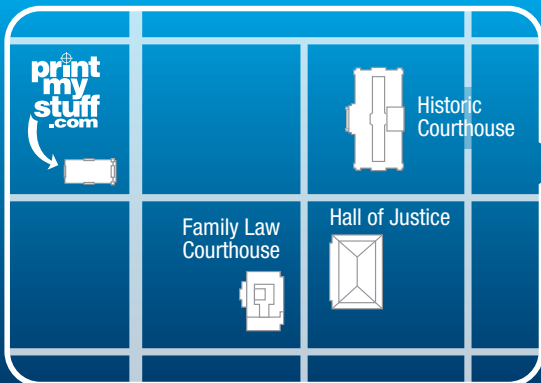 print
my
stuff
.com
Historic
Courthouse
Hall of Justice
Family Law
Courthouse